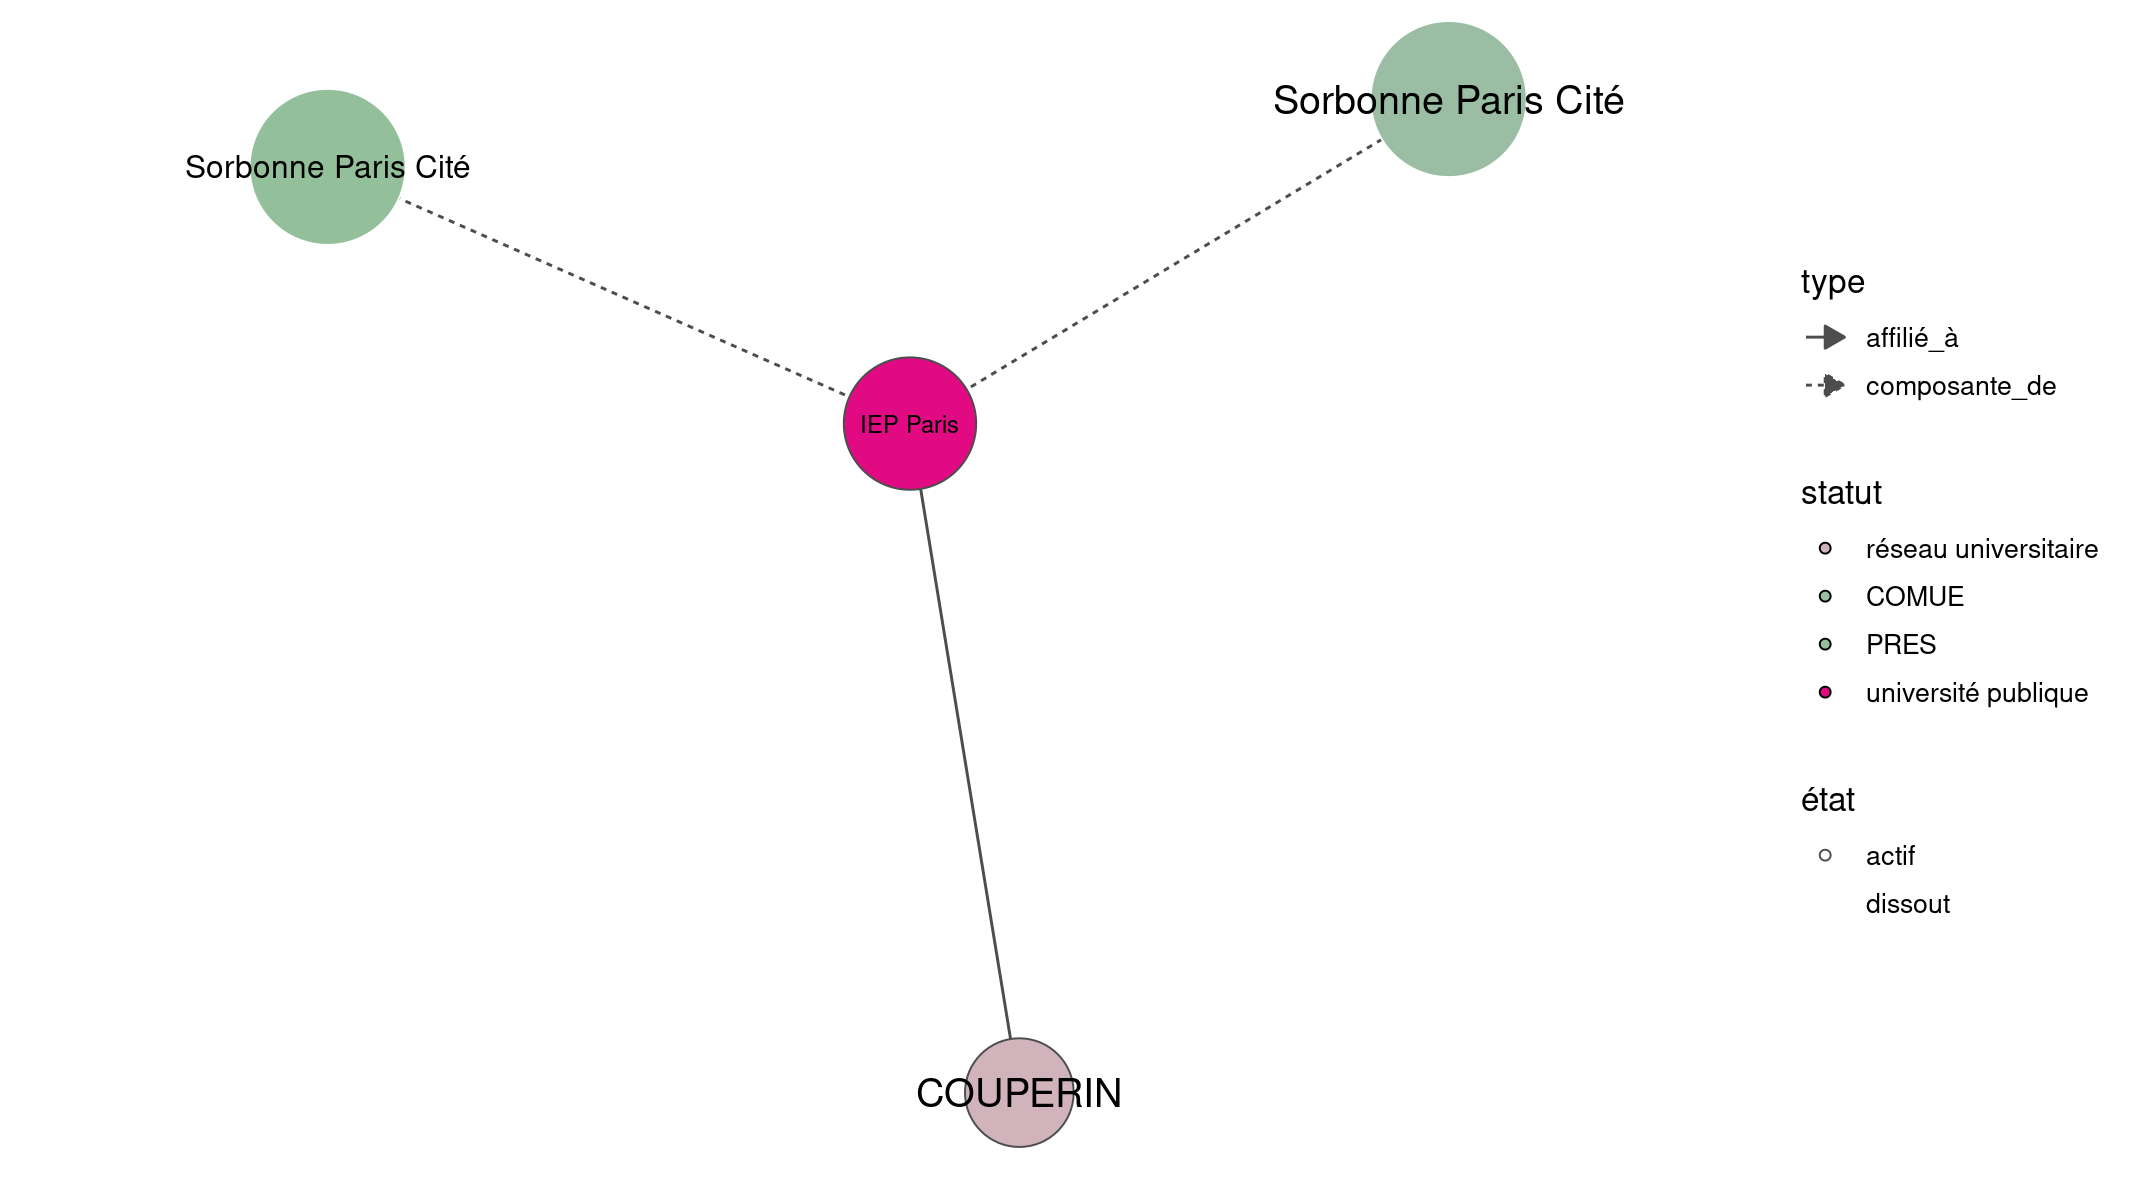 Sorbonne Paris Cité
Sorbonne Paris Cité
IEP Paris
COUPERIN
type
affilié_à
composante_de
statut
réseau universitaire
COMUE
PRES
université publique
état
actif
dissout